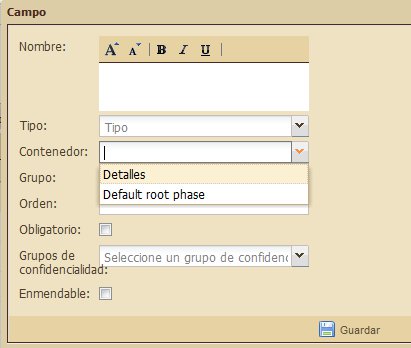 Campo
Nombre:
A A B I U
Tipo: Tipo
Contenedor:
Detalles
Grupo:
Default root phase
Orden:
Obligatorio:
Grupos de confidencialidad: Seleccione un grupo de confidenc
Enmendable:
Guardar